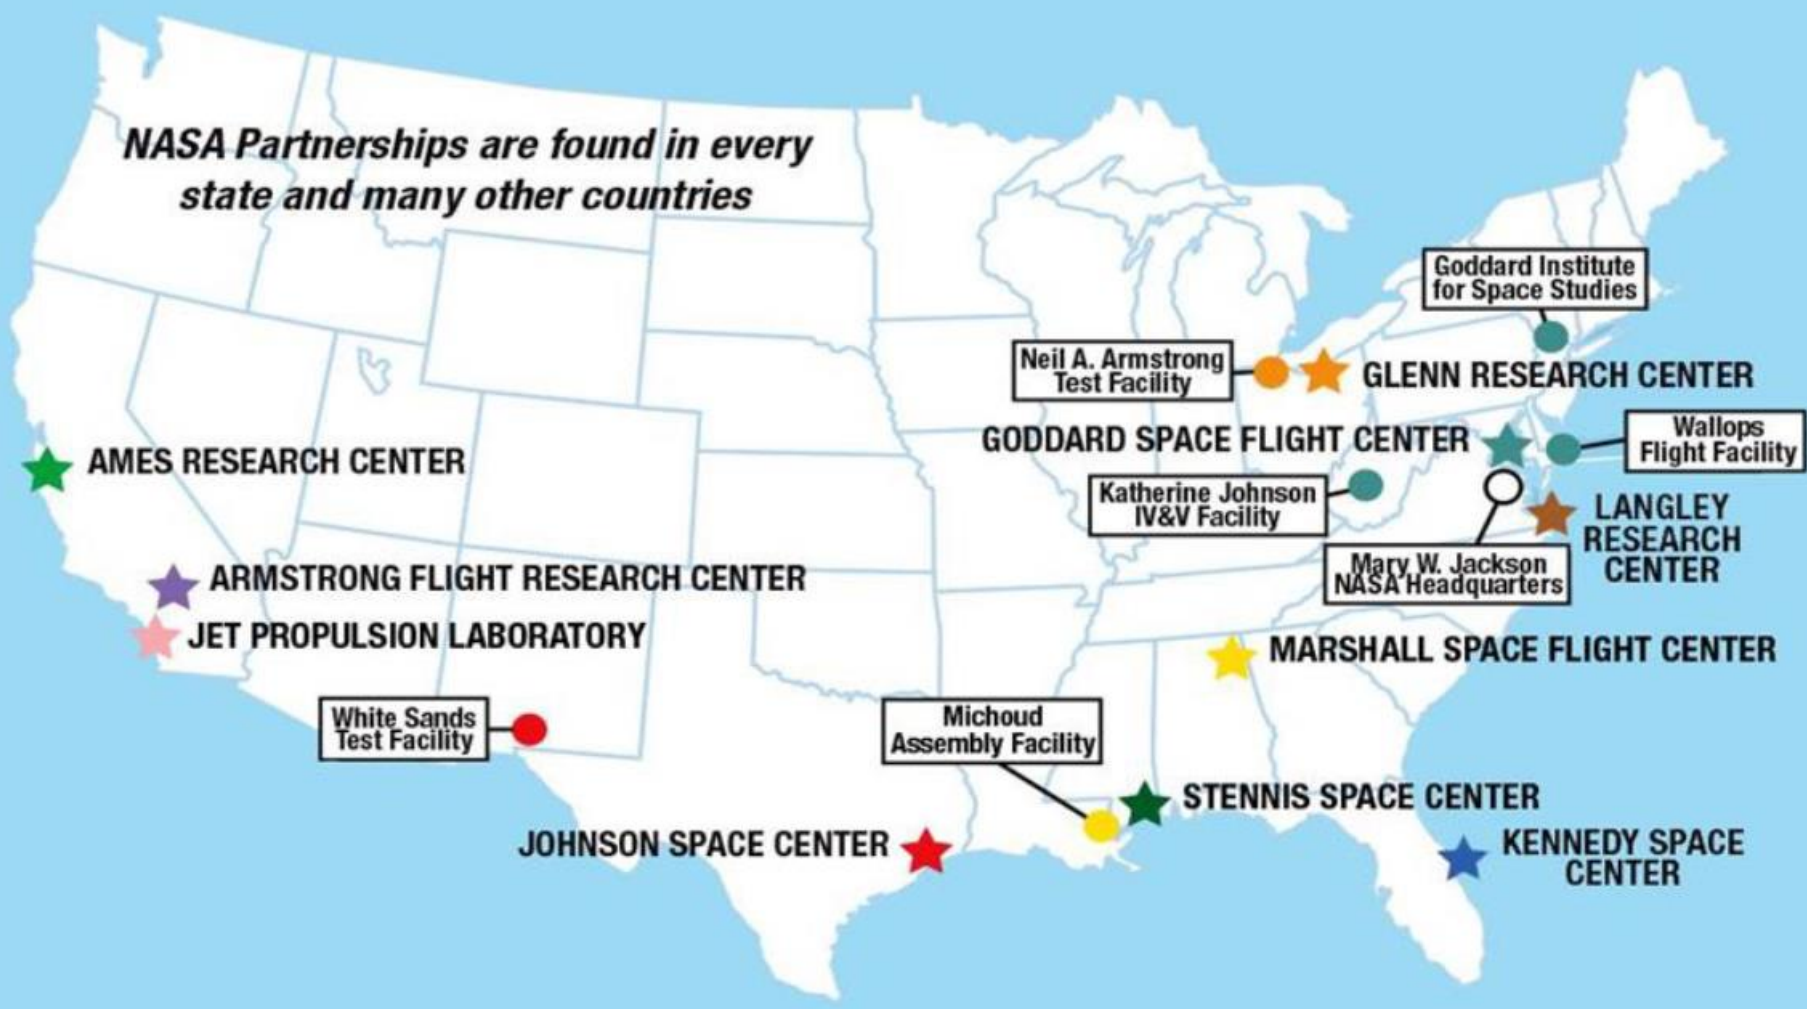 NASA Partnerships are found in every
state and many other countries
Goddard Institute
for Space Studies
Neil A. Armstrong
Test Facility
GLENN RESEARCH CENTER
Wallops
Flight Facility
GODDARD SPACE FLIGHT CENTER
AMES RESEARCH CENTER
Katherine Johnson
IV&V Facility
LANGLEY
RESEARCH
CENTER
Mary W. Jackson
NASA Headquarters
ARMSTRONG FLIGHT RESEARCH CENTER
JET PROPULSION LABORATORY
MARSHALL SPACE FLIGHT CENTER
White Sands
Test Facility
Michoud
Assembly Facility
STENNIS SPACE CENTER
JOHNSON SPACE CENTER
KENNEDY SPACE
CENTER